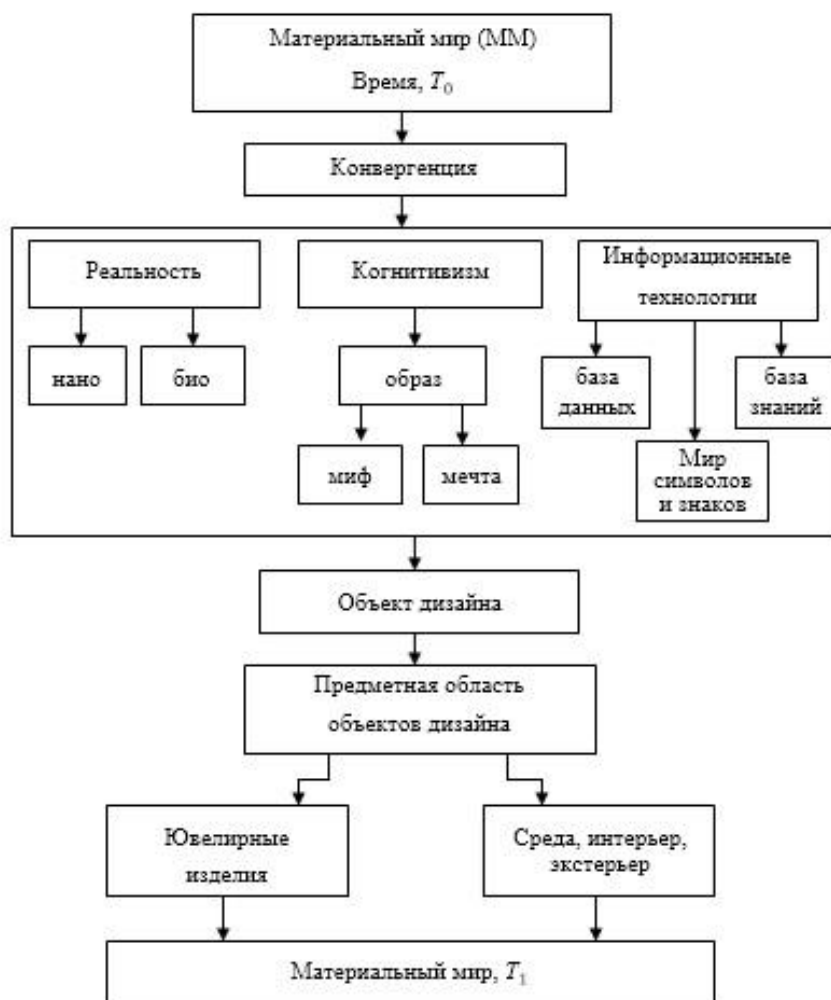 Материальный мир (ММ)
Время, T₀
Конвергенция
Реальность
нано
био
Когнитивизм
образ
миф
мечта
Информационные
технологии
база
данных
база
знаний
Мир
символов
и знаков
Объект дизайна
Предметная область
объектов дизайна
Ювелирные
изделия
Среда, интерьер,
экстерьер
Материальный мир, T₁